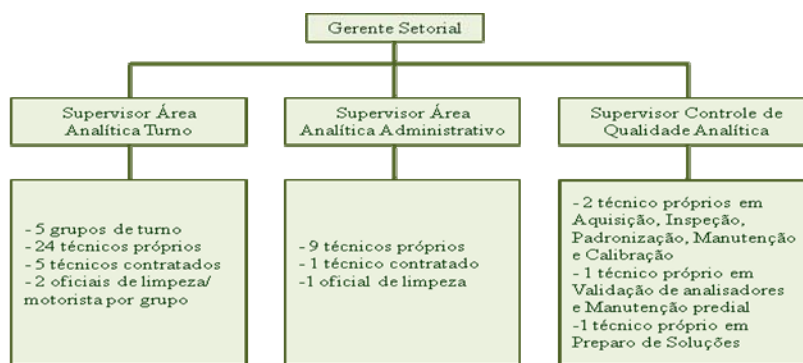 Gerente Setorial
Supervisor Área
Analítica Turno
Supervisor Área
Analítica Administrativo
Supervisor Controle de
Qualidade Analítica
- 5 grupos de turno
- 24 técnicos próprios
- 5 técnicos contratados
- 2 oficiais de limpeza/
motorista por grupo
- 9 técnicos próprios
- 1 técnico contratado
-1 oficial de limpeza
- 2 técnico próprios em
Aquisição, Inspeção,
Padronização, Manutenção
e Calibração
- 1 técnico próprio em
Validação de analisadores
e Manutenção predial
-1 técnico próprio em
Preparo de Soluções